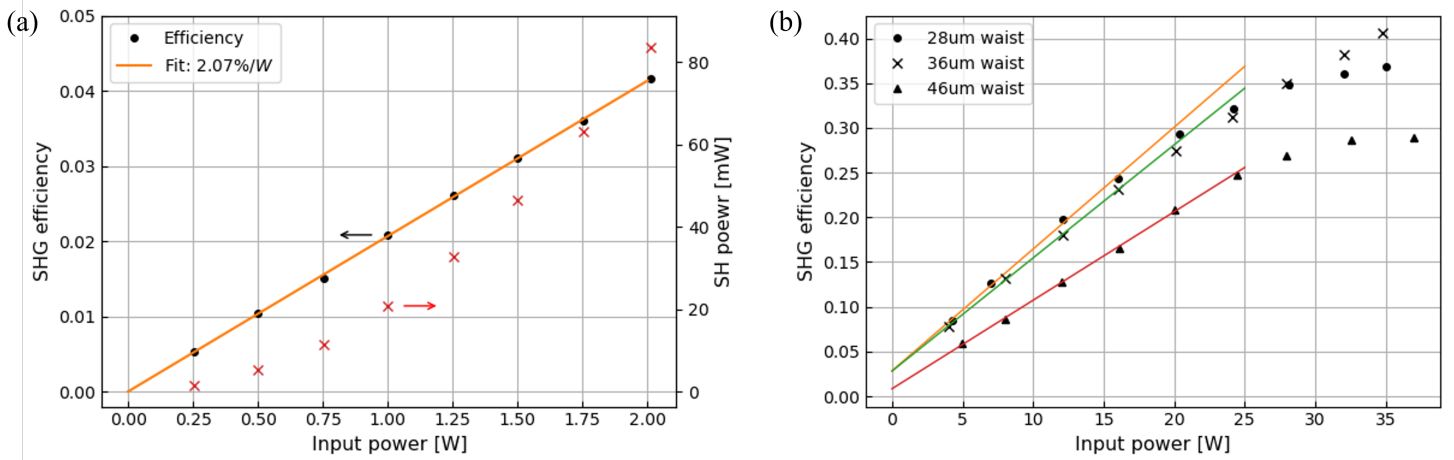 (a)
0.05
0.04
0.03
0.02
0.01
0.00
SHG efficiency
Efficiency
Fit: 2.07%/W
80
60
40
20
0
SH poewr [mW]
0.00 0.25 0.50 0.75 1.00 1.25 1.50 1.75 2.00
Input power [W]
(b)
0.40
0.35
0.30
0.25
0.20
0.15
0.10
0.05
0.00
SHG efficiency
28um waist
36um waist
46um waist
0 5 10 15 20 25 30 35
Input power [W]